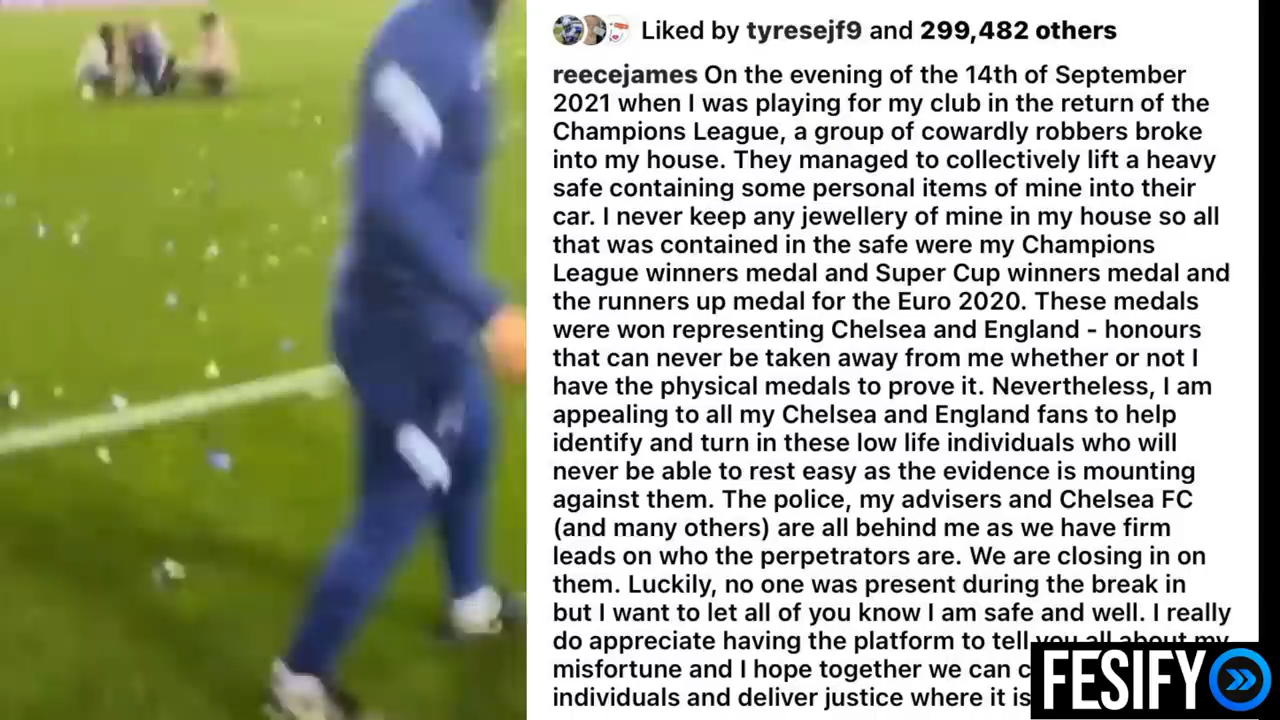 Liked by tyresejf9 and 299,482 others
reecejames On the evening of the 14th of September
2021 when I was playing for my club in the return of the
Champions League, a group of cowardly robbers broke
into my house. They managed to collectively lift a heavy
safe containing some personal items of mine into their
car. I never keep any jewellery of mine in my house so all
that was contained in the safe were my Champions
League winners medal and Super Cup winners medal and
the runners up medal for the Euro 2020. These medals
were won representing Chelsea and England - honours
that can never be taken away from me whether or not I
have the physical medals to prove it. Nevertheless, I am
appealing to all my Chelsea and England fans to help
identify and turn in these low life individuals who will
never be able to rest easy as the evidence is mounting
against them. The police, my advisers and Chelsea FC
(and many others) are all behind me as we have firm
leads on who the perpetrators are. We are closing in on
them. Luckily, no one was present during the break in
but I want to let all of you know I am safe and well. I really
do appreciate having the platform to tell you all about my
misfortune and I hope together we can
individuals and deliver justice where it is
FESIFY